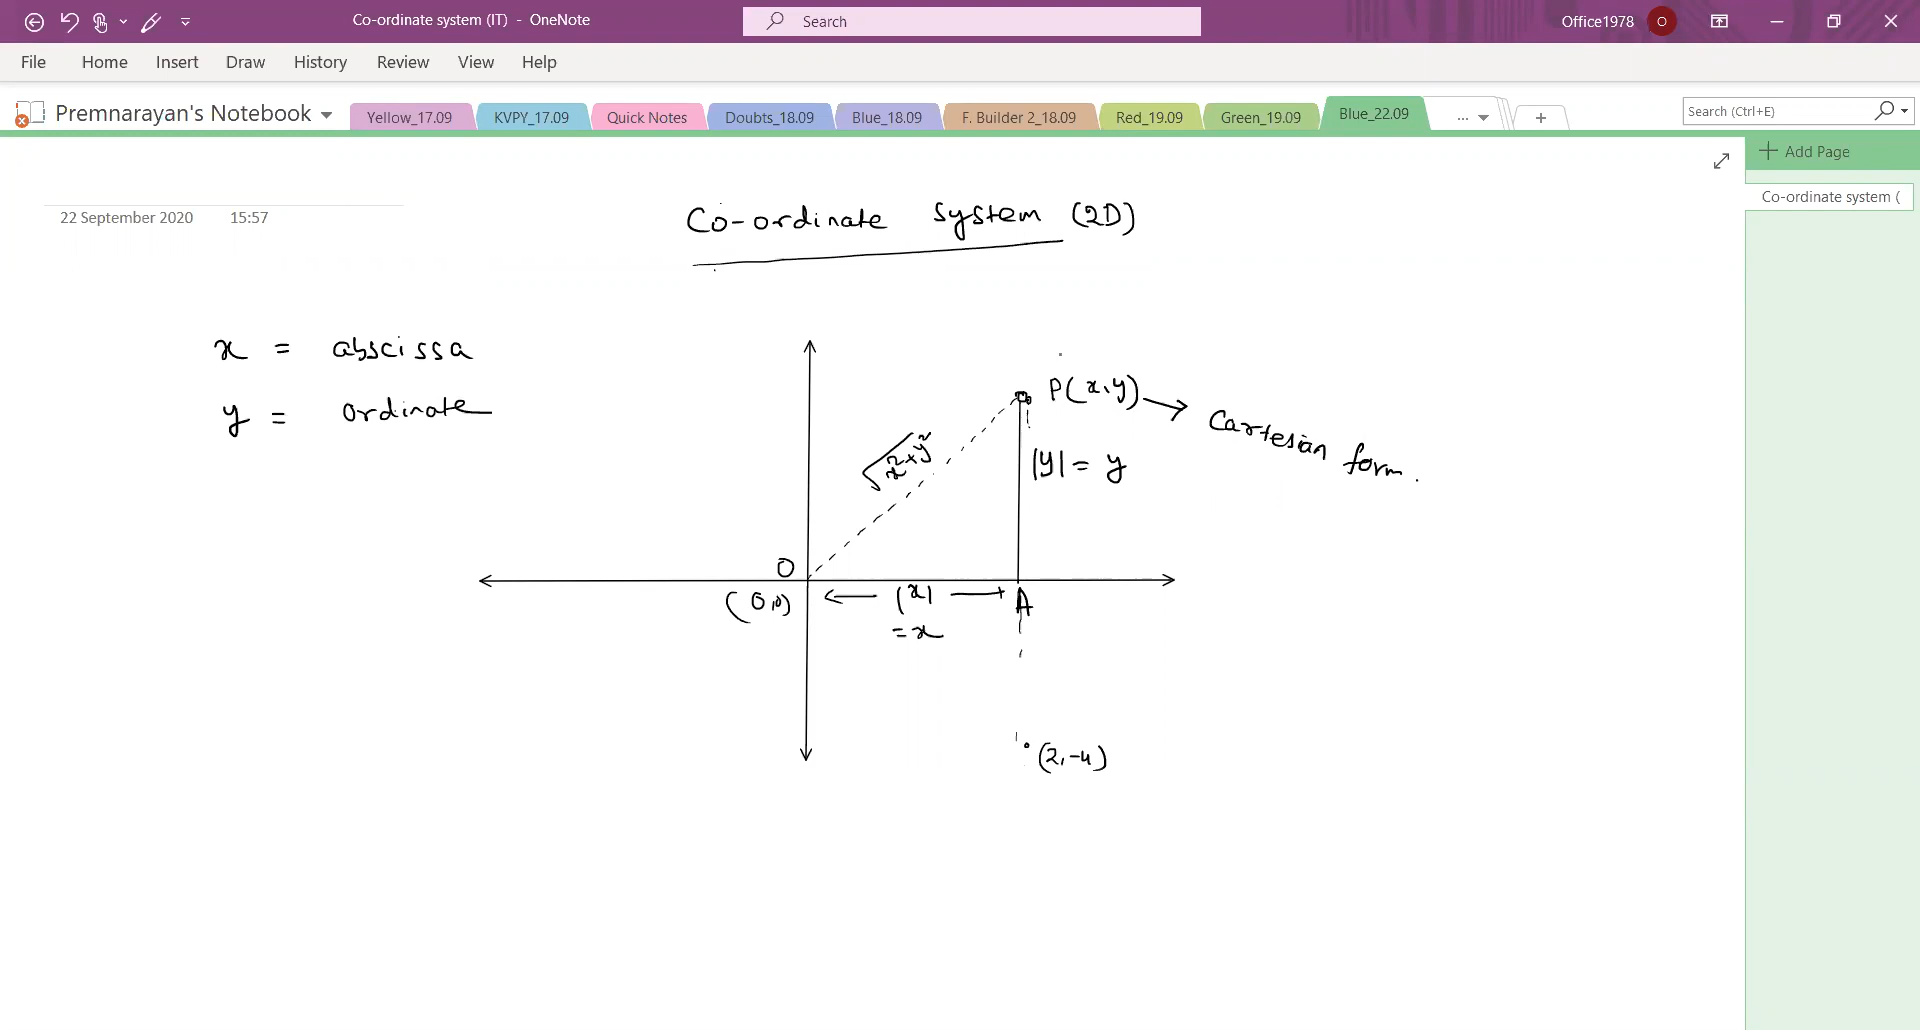 Co-ordinate system (IT) - OneNote
Search
Office1978
O
File Home Insert Draw History Review View Help
Premnarayan's Notebook
Yellow_17.09
KVPY_17.09
Quick Notes
Doubts_18.09
Blue_18.09
F. Builder 2_18.09
Red_19.09
Green_19.09
Blue_22.09
...
Search (Ctrl+E)
Add Page
Co-ordinate system (
22 September 2020 15:57
Co-ordinate system (2D)
x = abscissa
y = ordinate
P(x,y) → Cartesian form.
√x²+y²
|y| = y
O
(0,0)
← |x| →
= x
A
(2,-4)